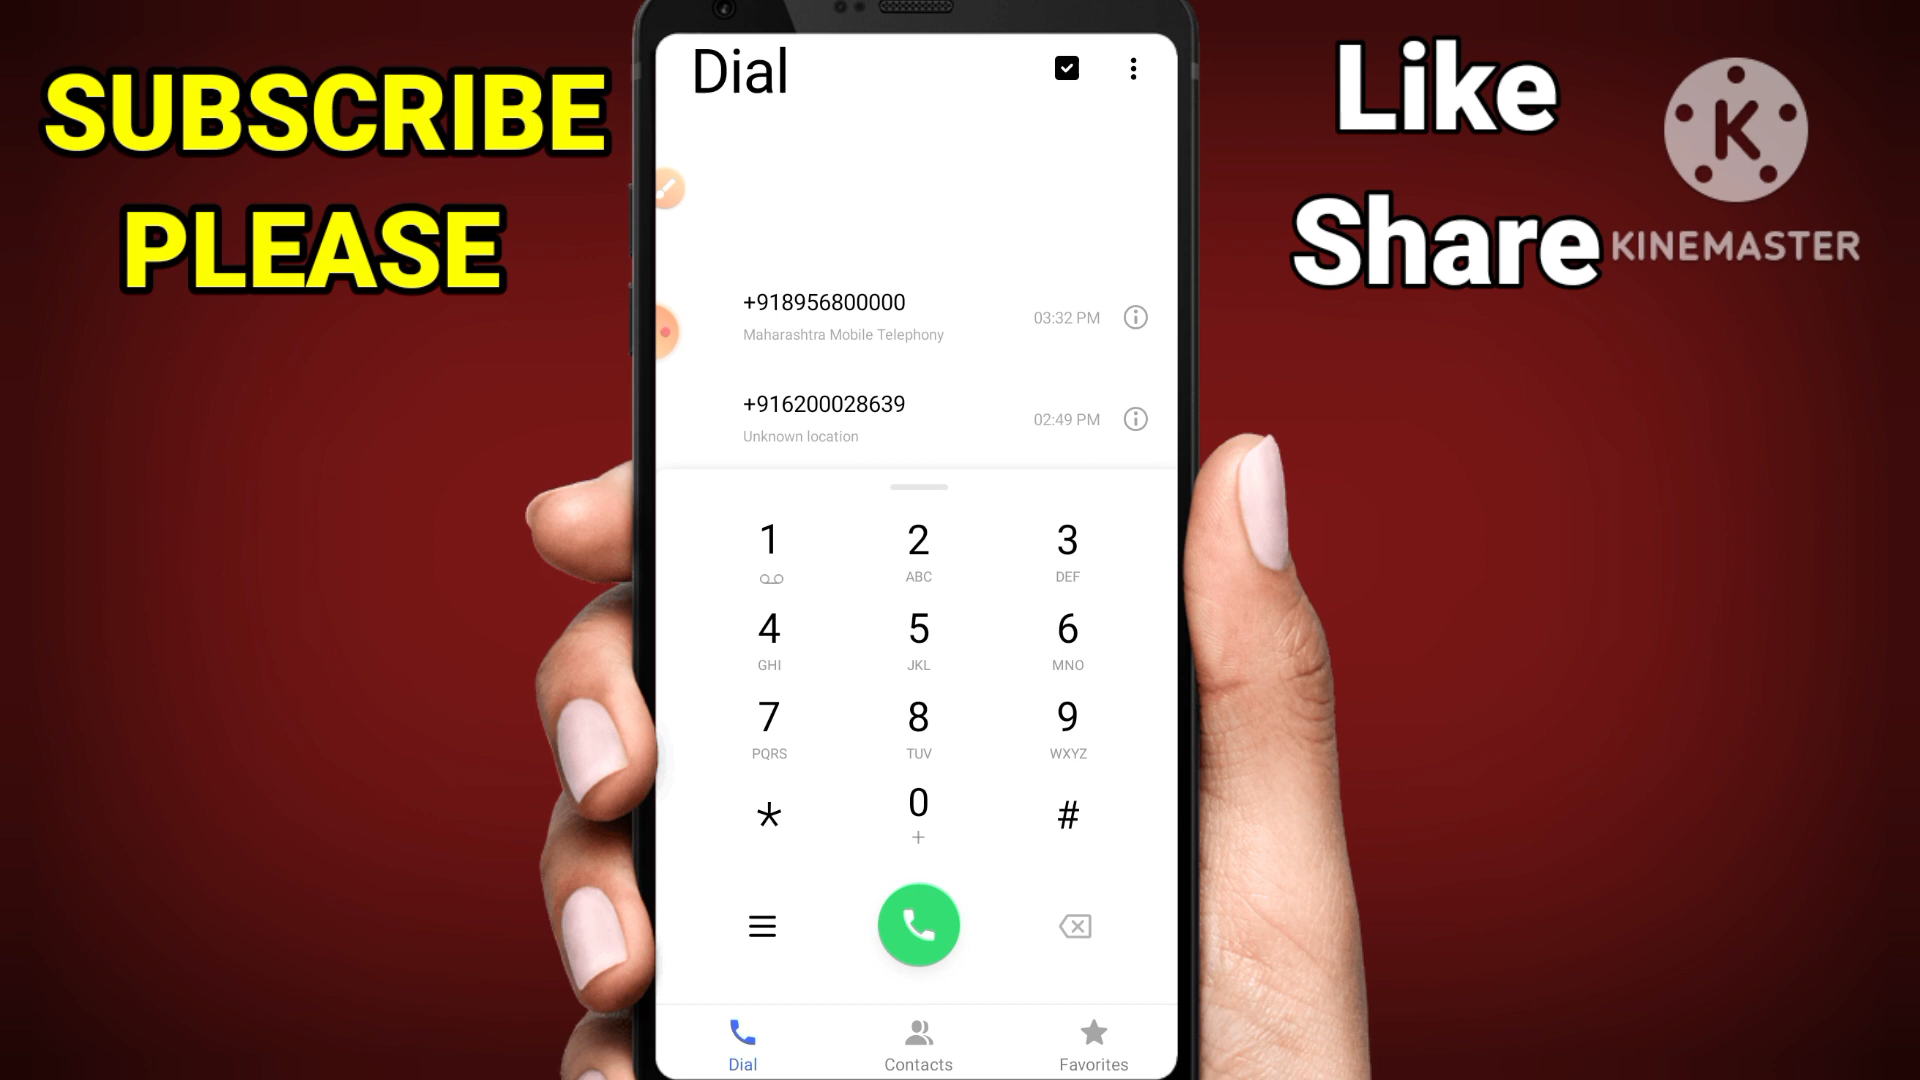 SUBSCRIBE
PLEASE
Like
Share
K
KINEMASTER
Dial
+918956800000
Maharashtra Mobile Telephony
03:32 PM
+916200028639
Unknown location
02:49 PM
1 2 3
ABC DEF
4 5 6
GHI JKL MNO
7 8 9
PQRS TUV WXYZ
* 0 #
+
Dial Contacts Favorites